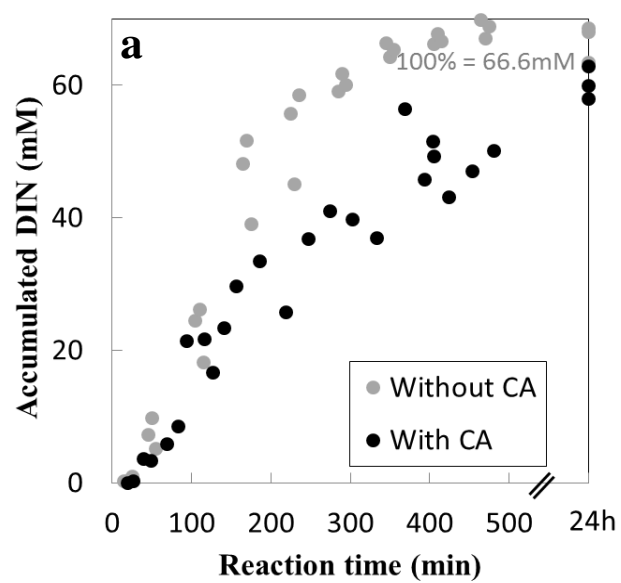 a
100% = 66.6mM
Accumulated DIN (mM)
60
40
20
0
Without CA
With CA
0 100 200 300 400 500 24h
Reaction time (min)